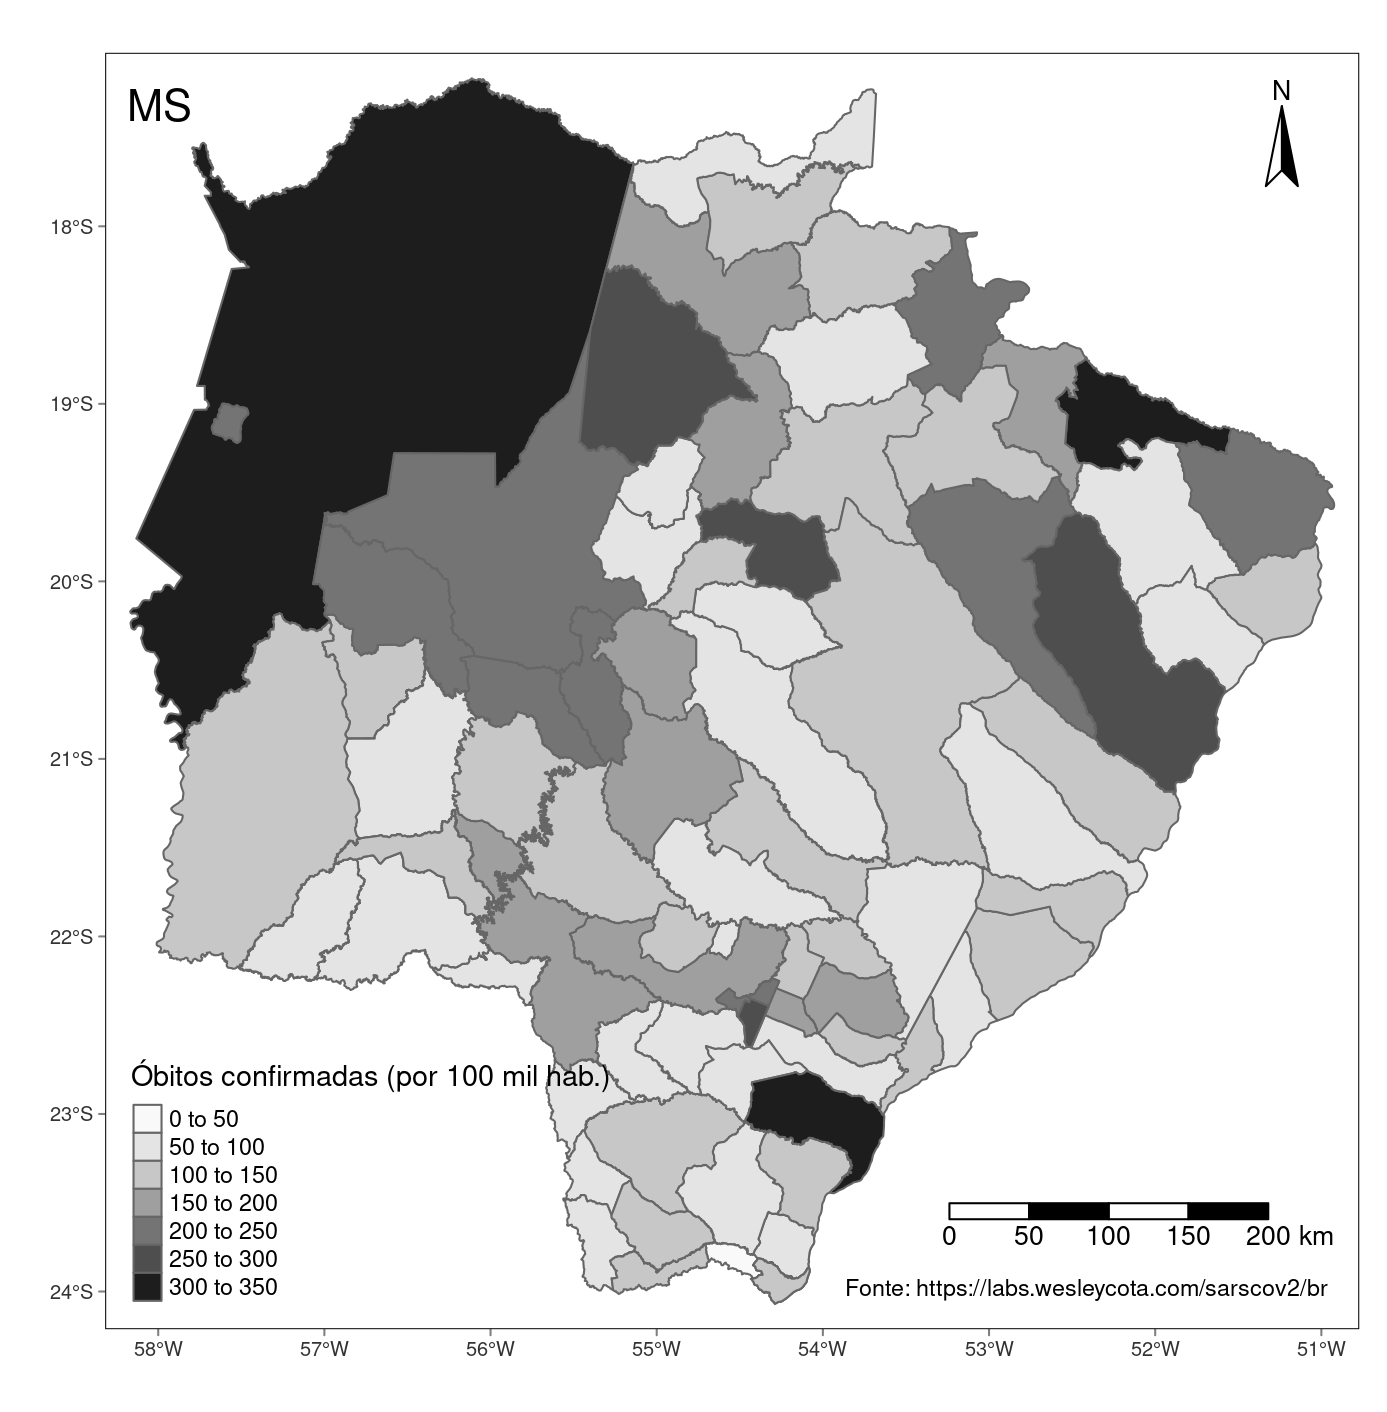 MS
N
18°S
19°S
20°S
21°S
22°S
23°S
24°S
Óbitos confirmadas (por 100 mil hab.)
0 to 50
50 to 100
100 to 150
150 to 200
200 to 250
250 to 300
300 to 350
0 50 100 150 200 km
Fonte: https://labs.wesleycota.com/sarscov2/br
58°W 57°W 56°W 55°W 54°W 53°W 52°W 51°W